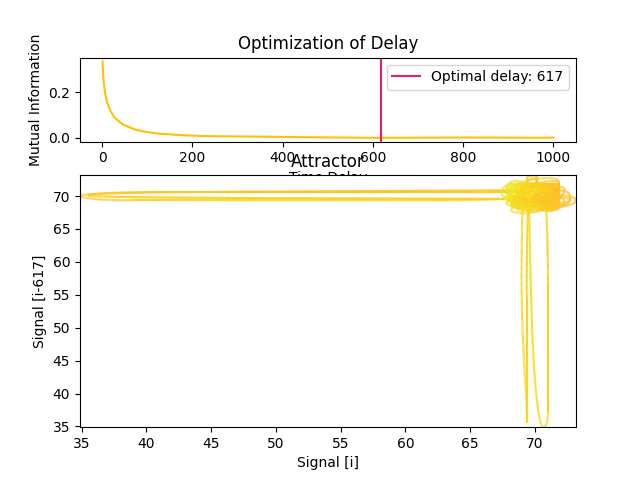 Optimization of Delay
Mutual Information
0.2
0.0
Optimal delay: 617
0 200 400 600 800 1000
Time Delay
Attractor
Signal [i-617]
70
65
60
55
50
45
40
35
35 40 45 50 55 60 65 70
Signal [i]